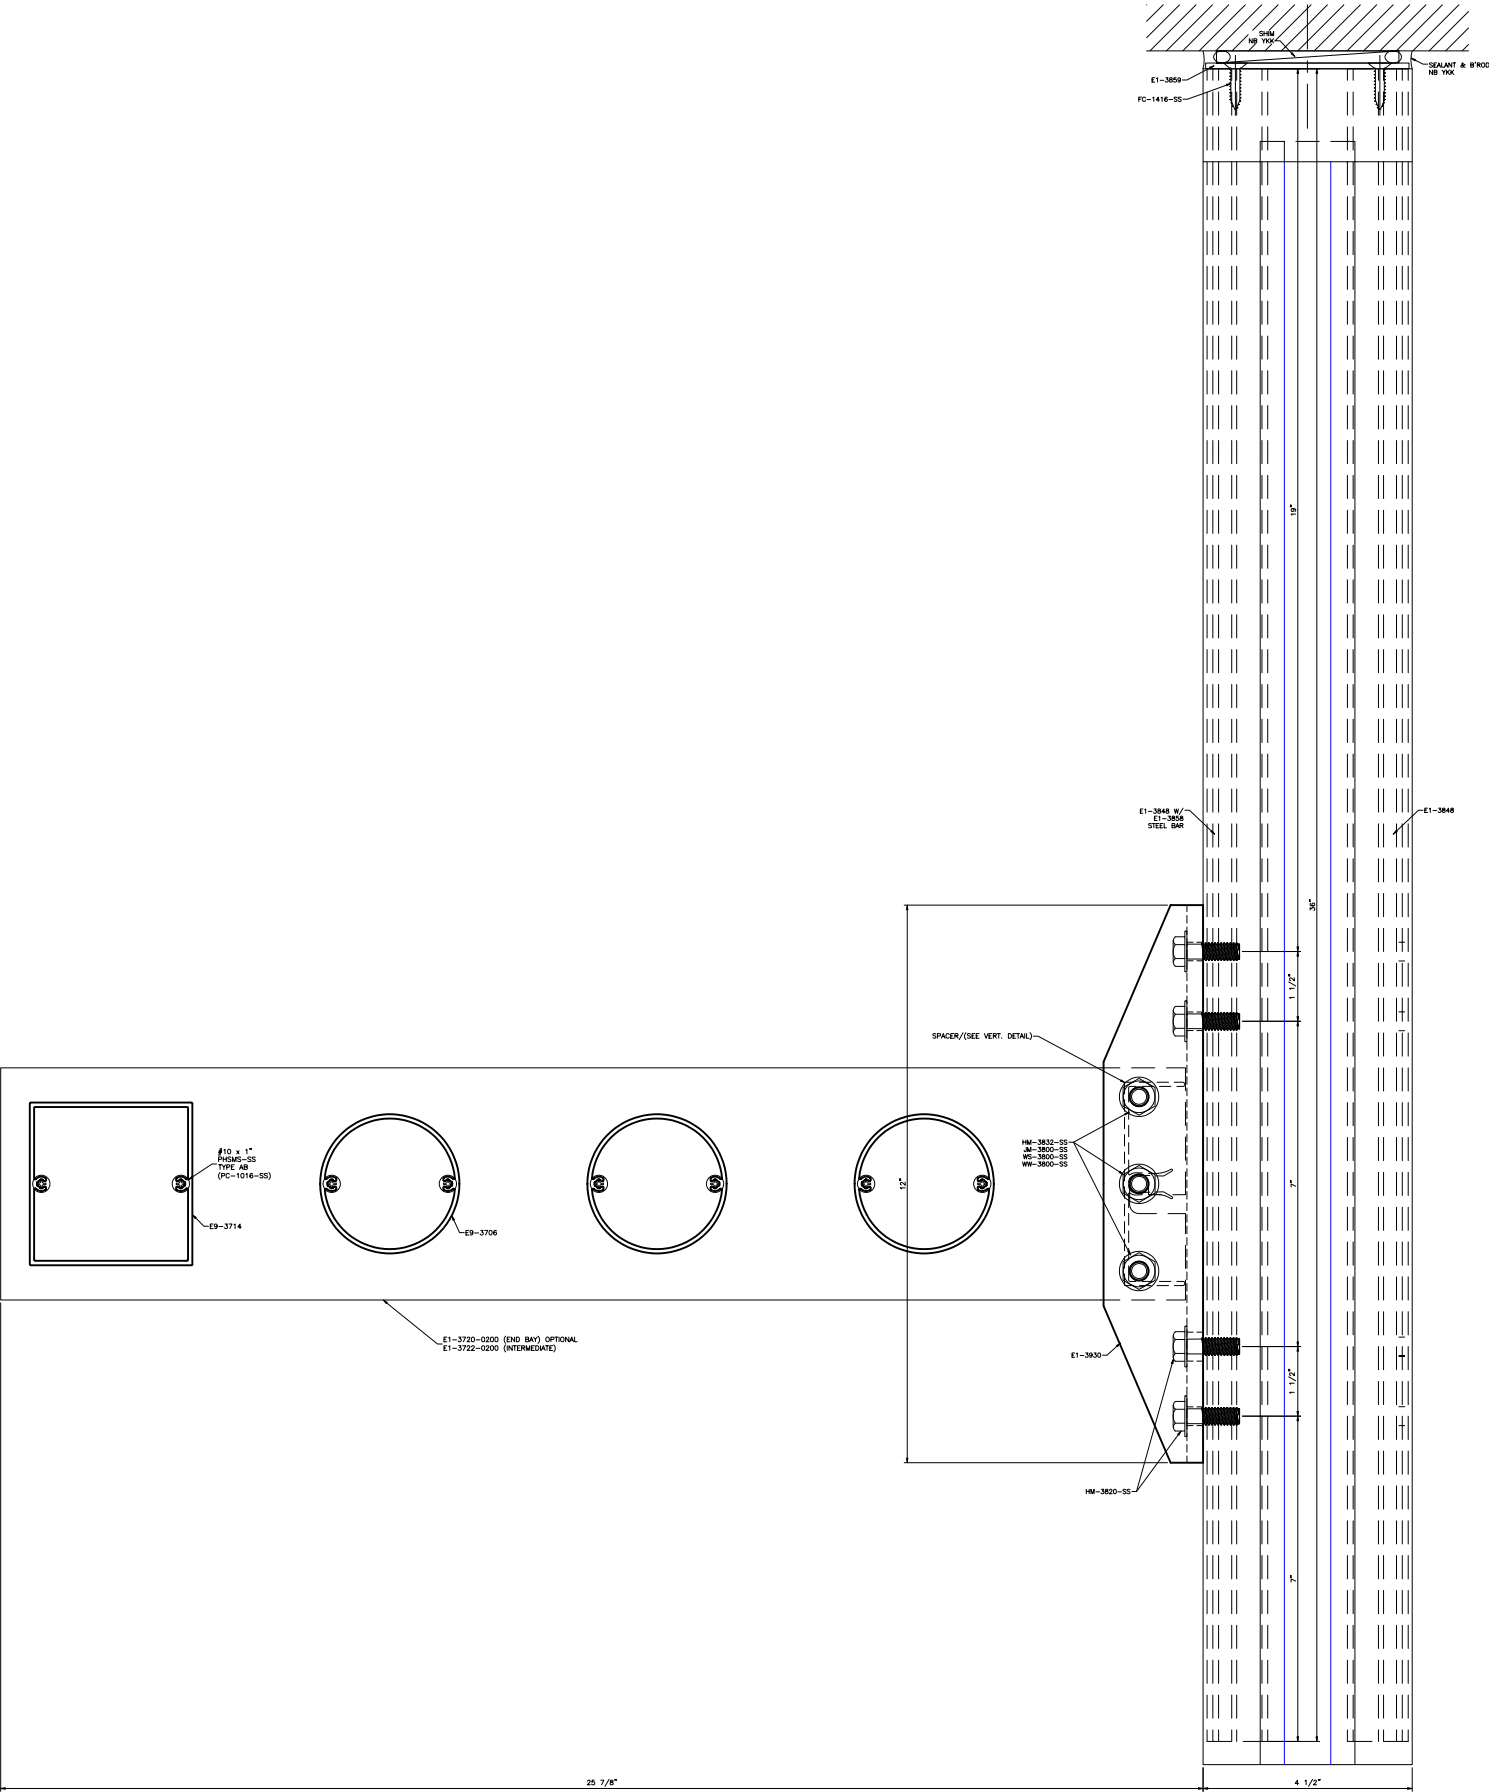 SHIM
NB YKK
SEALANT & B'ROD
NB YKK
E1-3859
FC-1416-SS
19"
E1-3848 W/
E1-3858
STEEL BAR
E1-3848
36"
1 1/2"
SPACER/(SEE VERT. DETAIL)
HM-3832-SS
JM-3800-SS
WS-3800-SS
WW-3800-SS
#10 x 1"
PHSMS-SS
TYPE AB
(PC-1016-SS)
12"
7"
E9-3714
E9-3706
E1-3720-0200 (END BAY) OPTIONAL
E1-3722-0200 (INTERMEDIATE)
E1-3930
1 1/2"
HM-3820-SS
7"
25 7/8"
4 1/2"